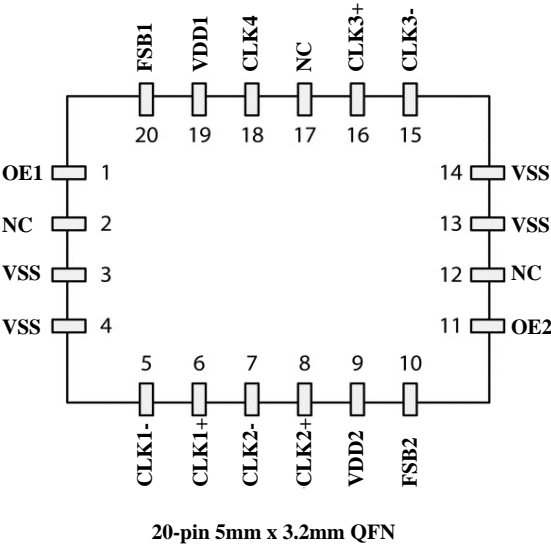 FSB1
VDD1
CLK4
NC
CLK3+
CLK3-
20 19 18 17 16 15
OE1 1
NC 2
VSS 3
VSS 4
14 VSS
13 VSS
12 NC
11 OE2
5 6 7 8 9 10
CLK1-
CLK1+
CLK2-
CLK2+
VDD2
FSB2
20-pin 5mm x 3.2mm QFN